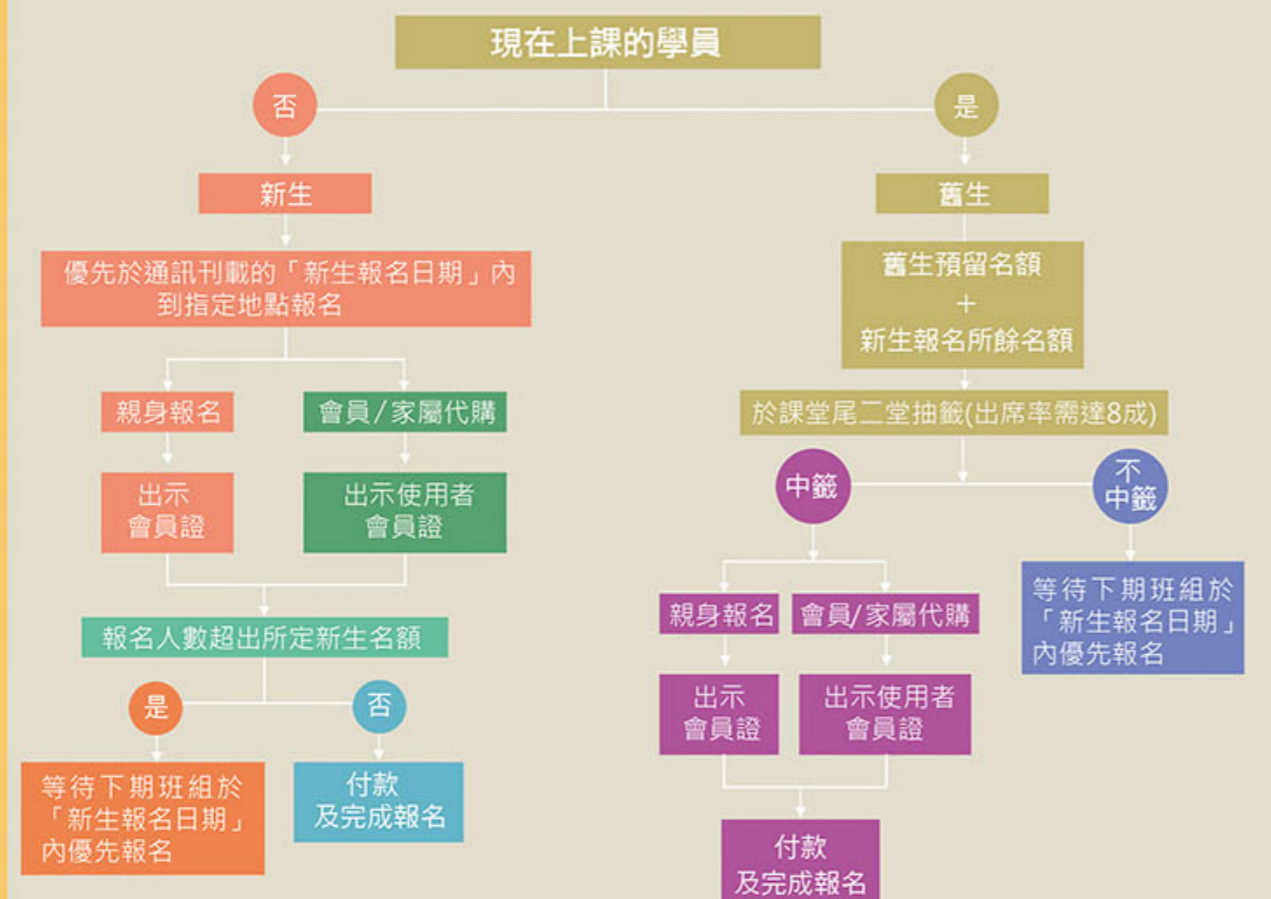 現在上課的學員
否
是
新生
舊生
優先於通訊刊載的「新生報名日期」內
到指定地點報名
舊生預留名額
+
新生報名所餘名額
親身報名
會員/家屬代購
於課堂尾二堂抽籤(出席率需達8成)
出示
會員證
出示使用者
會員證
中籤
不
中籤
報名人數超出所定新生名額
親身報名
會員/家屬代購
等待下期班組於
「新生報名日期」
內優先報名
是
否
出示
會員證
出示使用者
會員證
等待下期班組於
「新生報名日期」
內優先報名
付款
及完成報名
付款
及完成報名